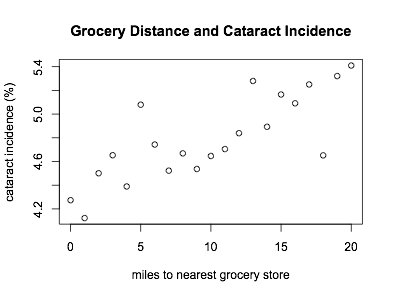 Grocery Distance and Cataract Incidence
cataract incidence (%)
5.4
5.0
4.6
4.2
0 5 10 15 20
miles to nearest grocery store